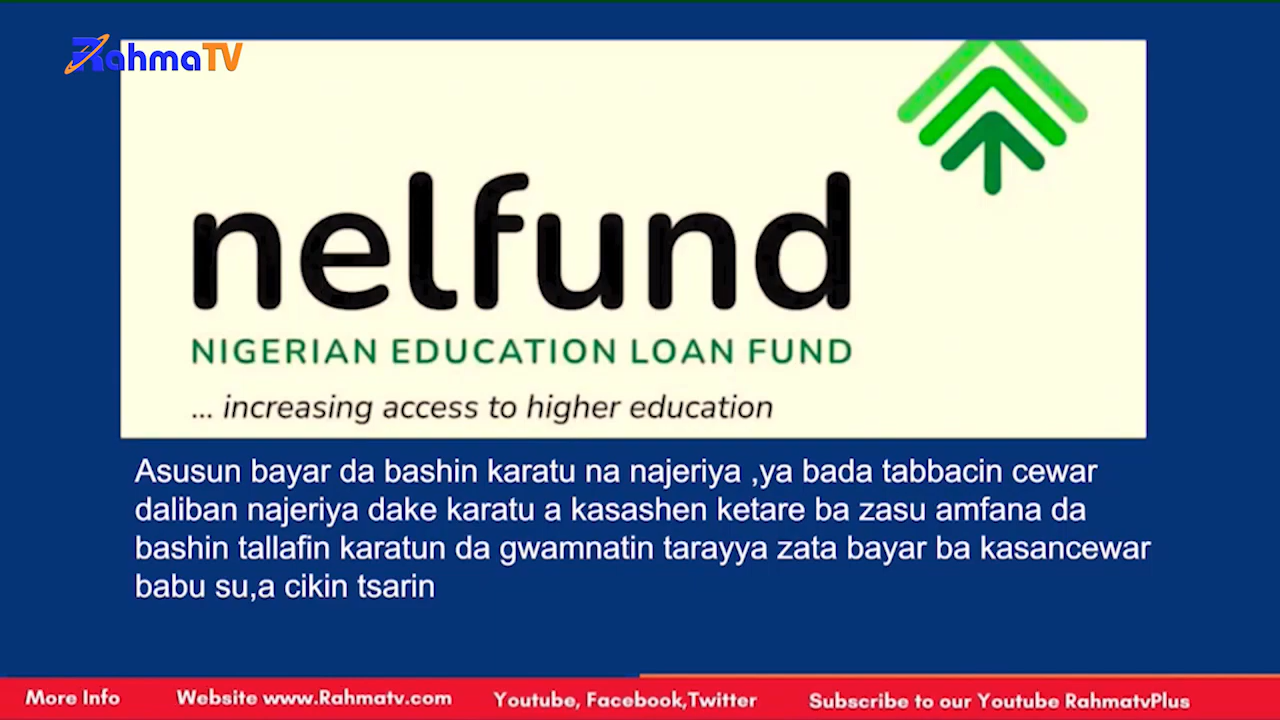 RahmaTV
nelfund
NIGERIAN EDUCATION LOAN FUND
... increasing access to higher education
Asusun bayar da bashin karatu na najeriya ,ya bada tabbacin cewar
daliban najeriya dake karatu a kasashen ketare ba zasu amfana da
bashin tallafin karatun da gwamnatin tarayya zata bayar ba kasancewar
babu su,a cikin tsarin
More Info Website www.Rahmatv.com Youtube, Facebook,Twitter Subscribe to our Youtube RahmatvPlus